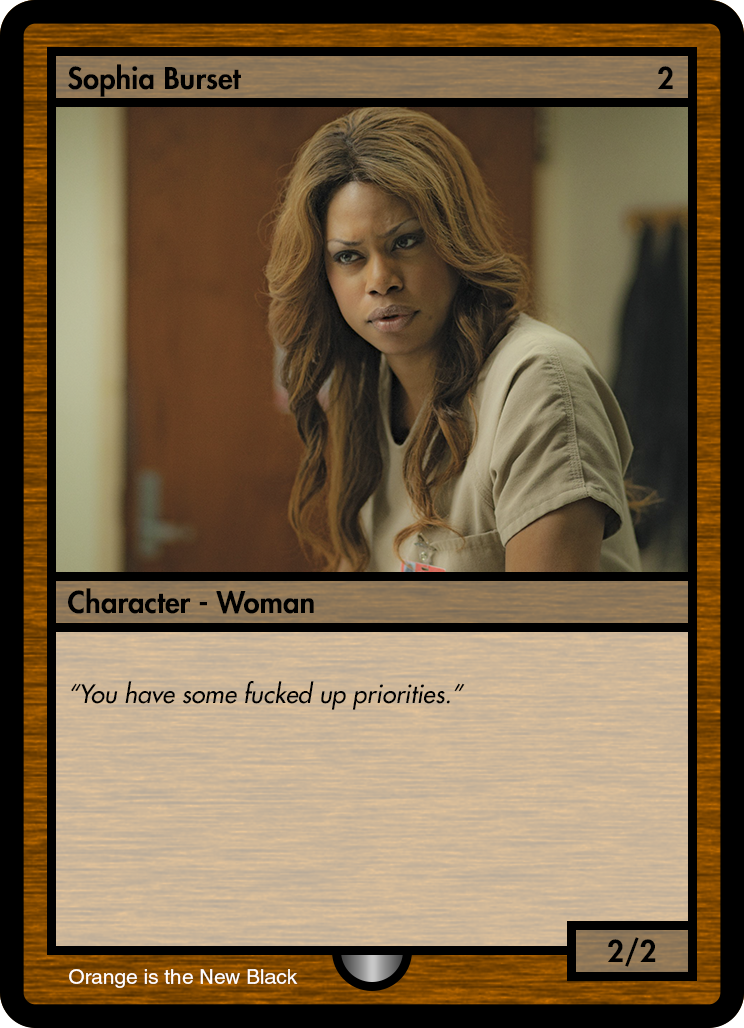 Sophia Burset
2
Character - Woman
“You have some fucked up priorities.”
2/2
Orange is the New Black